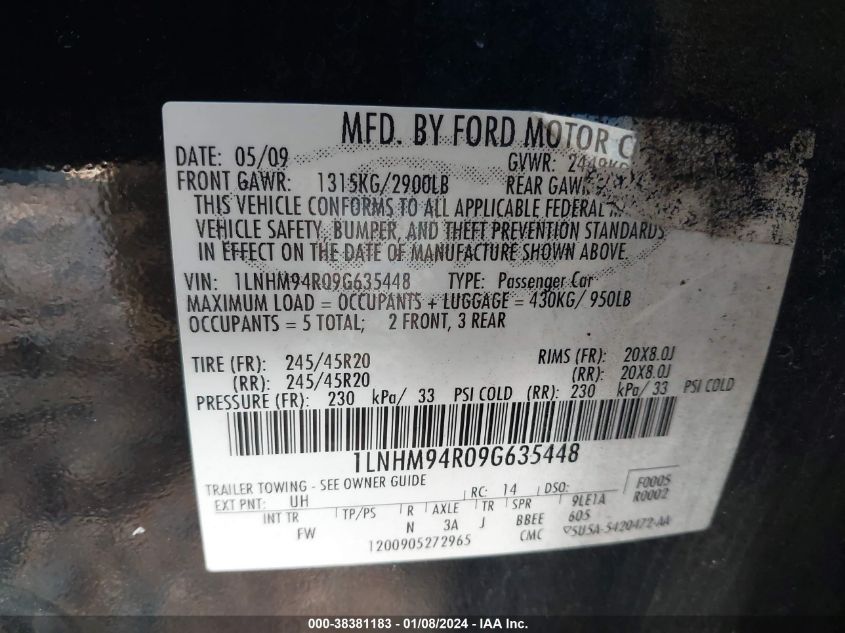 MFD. BY FORD MOTOR
DATE: 05/09 GVWR:
FRONT GAWR: 1315KG/2900LB REAR GAWR
THIS VEHICLE CONFORMS TO ALL APPLICABLE FEDERAL
VEHICLE SAFETY, BUMPER, AND THEFT PREVENTION STANDARDS
IN EFFECT ON THE DATE OF MANUFACTURE SHOWN ABOVE.
VIN: 1LNHM94R09G635448 TYPE: Passenger Car
MAXIMUM LOAD = OCCUPANTS + LUGGAGE = 430KG/ 950LB
OCCUPANTS = 5 TOTAL; 2 FRONT, 3 REAR
TIRE (FR): 245/45R20 RIMS (FR): 20X8.0J
(RR): 245/45R20 (RR): 20X8.0J
PRESSURE (FR): 230 kPa/ 33 PSI COLD (RR): 230 kPa/ 33 PSI COLD
1LNHM94R09G635448
TRAILER TOWING - SEE OWNER GUIDE
EXT PNT: UH RC: 14 DSO: F0005
R0002
INT TR TP/PS R AXLE TR SPR 9LE1A
FW N 3A J BBEE 605
1200905272965 CMC 5U5A-5420472-AA
000-38381183 - 01/08/2024 - IAA Inc.